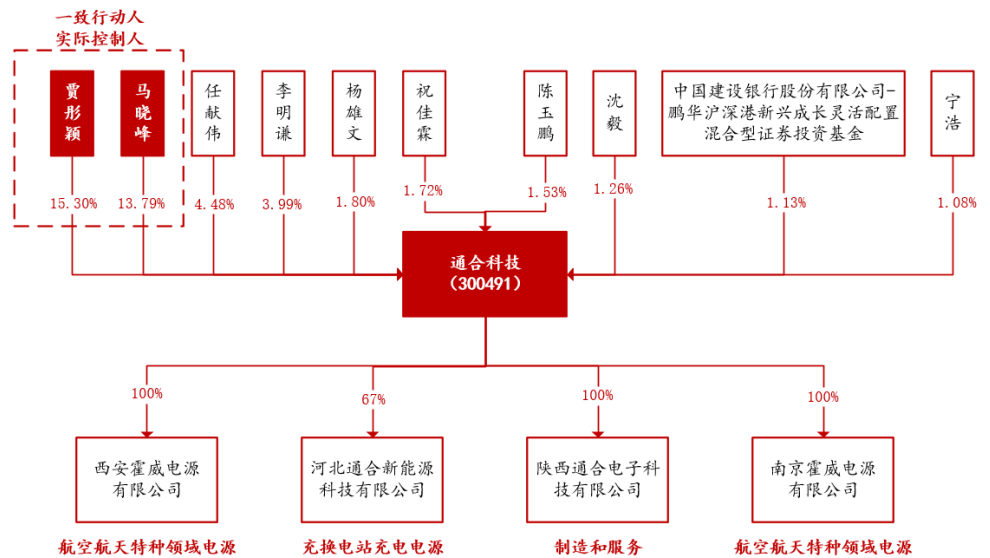 一致行动人
实际控制人
贾彤颖
马晓峰
任献伟
李明谦
杨雄文
祝佳霖
陈玉鹏
沈毅
中国建设银行股份有限公司-
鹏华沪深港新兴成长灵活配置
混合型证券投资基金
宁浩
15.30%
13.79%
4.48%
3.99%
1.80%
1.72%
1.53%
1.26%
1.13%
1.08%
通合科技
（300491）
100%
67%
100%
100%
西安霍威电源
有限公司
河北通合新能源
科技有限公司
陕西通合电子科
技有限公司
南京霍威电源
有限公司
航空航天特种领域电源
充换电站充电电源
制造和服务
航空航天特种领域电源